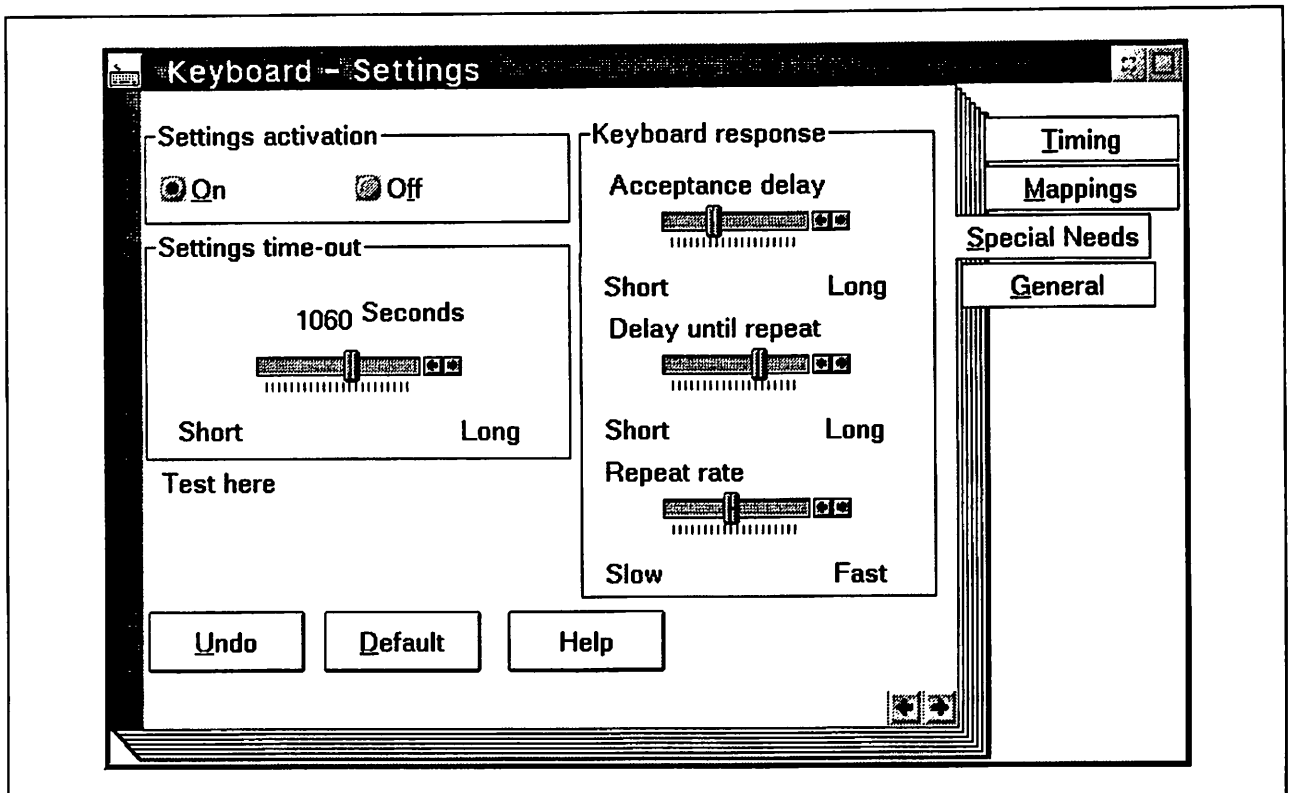 Keyboard - Settings
Settings activation
On
Off
Settings time-out
1060 Seconds
Short
Long
Test here
Keyboard response
Acceptance delay
Short
Long
Delay until repeat
Short
Long
Repeat rate
Slow
Fast
Timing
Mappings
Special Needs
General
Undo
Default
Help